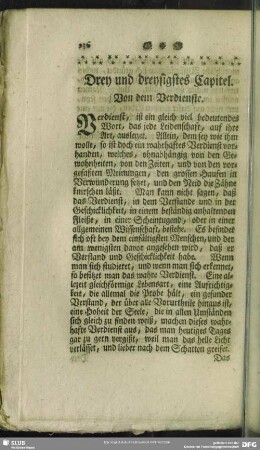 236
Drey und dreyßigstes Capitel.
Von dem Verdienste.
Verdienst, ist ein gleich viel bedeutendes
Wort, das jede Leidenschaft, auf ihre
Art, ausleget. Allein, dem sey wie ihm
wolle, so ist doch ein wahrhaftes Verdienst vor-
handen, welches, ohnabhängig von den Ge-
wohnheiten, von den Zeiten, und von den vor-
gefaßten Meinungen, den grossen Haufen in
Verwunderung setzet, und den Neid die Zähne
knirschen läßt. Man kann nicht sagen, daß
das Verdienst, in dem Verstande und in der
Geschicklichkeit, in einem beständig anhaltenden
Fleiße, in einer Scheintugend, oder in einer
allgemeinen Wissenschaft, bestehe. Es befindet
sich oft bey dem einfältigsten Menschen, und der
am wenigsten davor angesehen wird, daß er
Verstand und Geschicklichkeit habe. Wenn
man sich studieret, und wenn man sich erkennet,
so besitzet man das wahre Verdienst. Eine al-
lezeit gleichförmige Lebensart, eine Aufrichtig-
keit, die allemal die Probe hält, ein gesunder
Verstand, der über alle Vorurtheile hinaus ist,
eine Hoheit der Seele, die in allen Umständen
sich gleich zu finden weiß, machen dieses wahr-
hafte Verdienst aus, das man heutiges Tages
gar zu gern vergißt, weil man das helle Licht
verlässet, und lieber nach dem Schatten greifet.
Das
SLUB
DFG